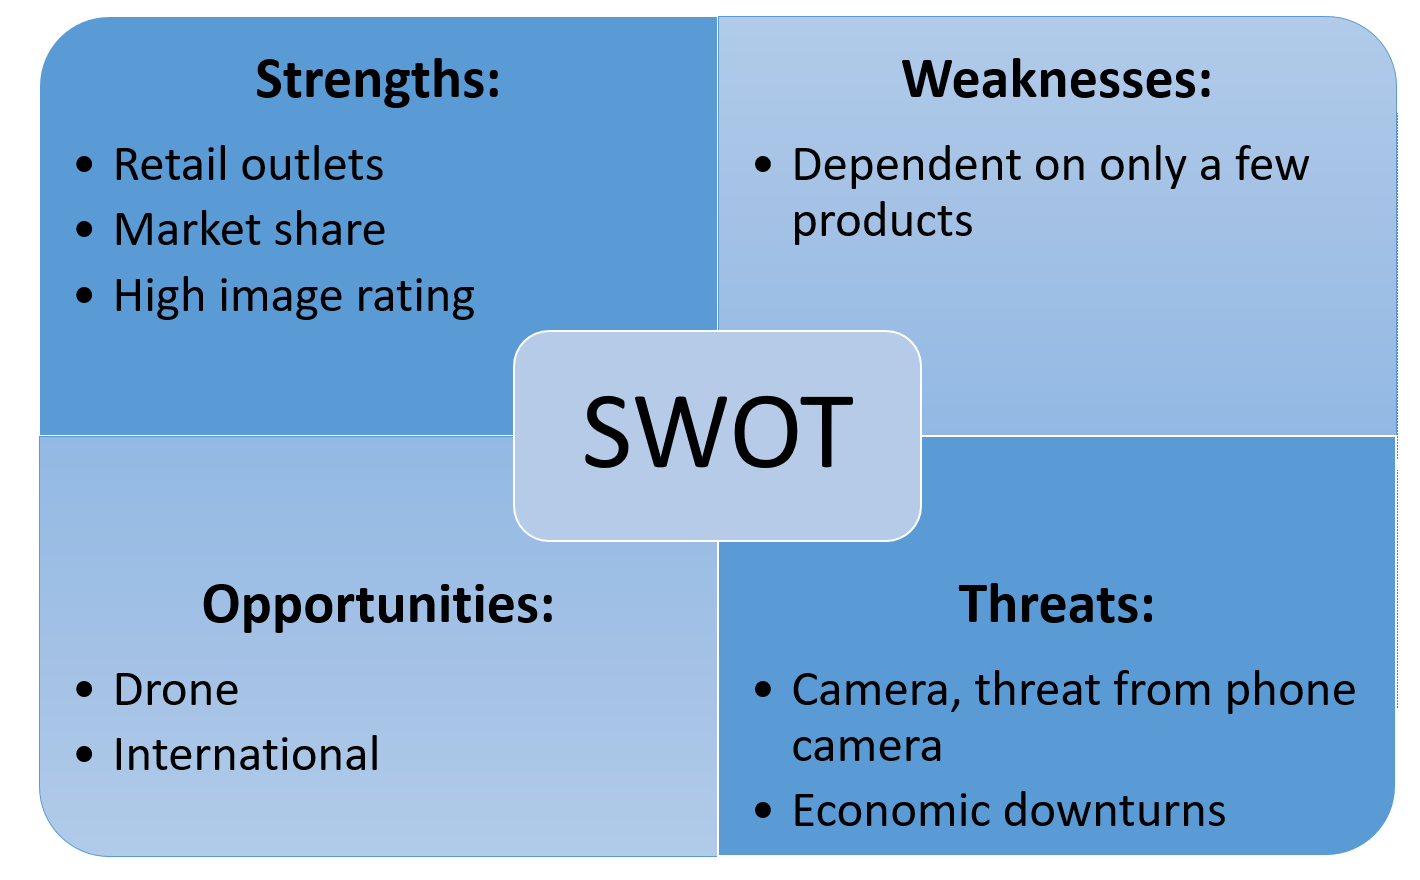 Strengths:
• Retail outlets
• Market share
• High image rating
Weaknesses:
• Dependent on only a few
products
SWOT
Opportunities:
• Drone
• International
Threats:
• Camera, threat from phone
camera
• Economic downturns